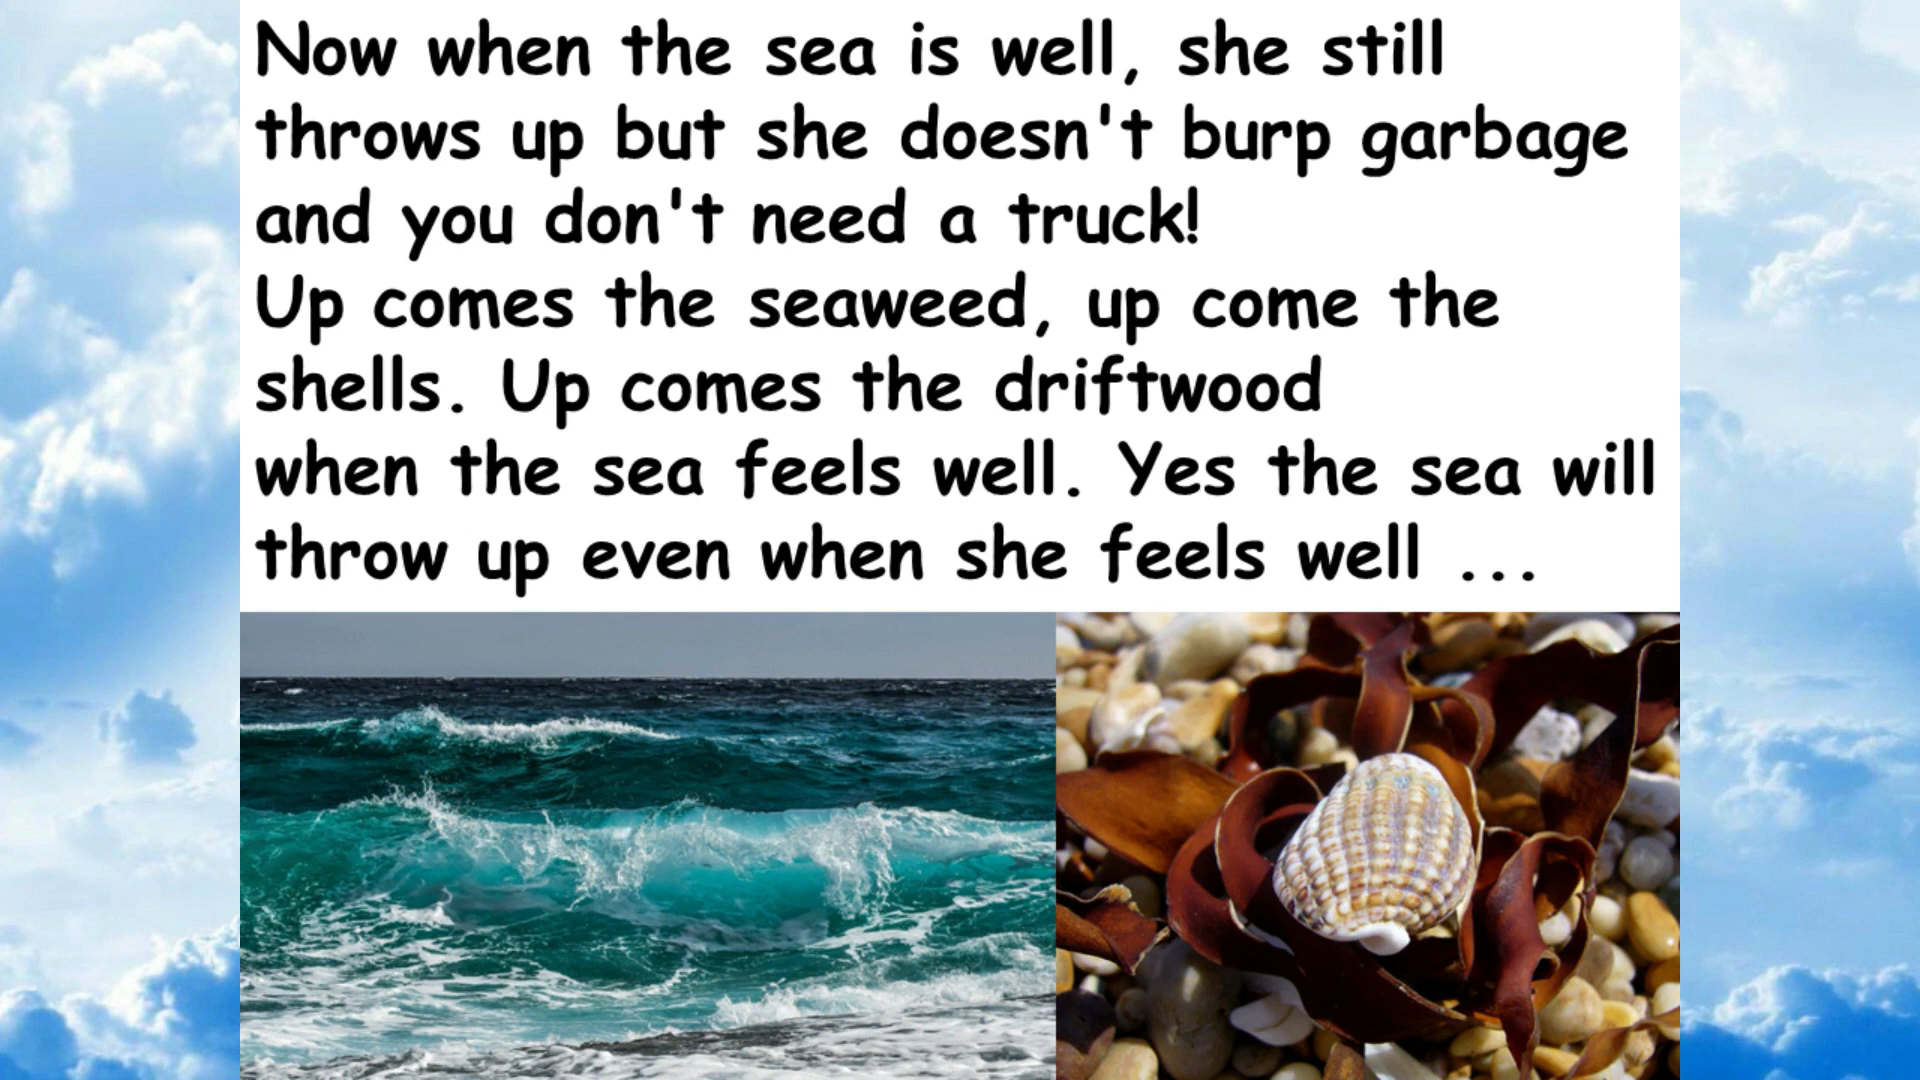 Now when the sea is well, she still
throws up but she doesn't burp garbage
and you don't need a truck!
Up comes the seaweed, up come the
shells. Up comes the driftwood
when the sea feels well. Yes the sea will
throw up even when she feels well ...